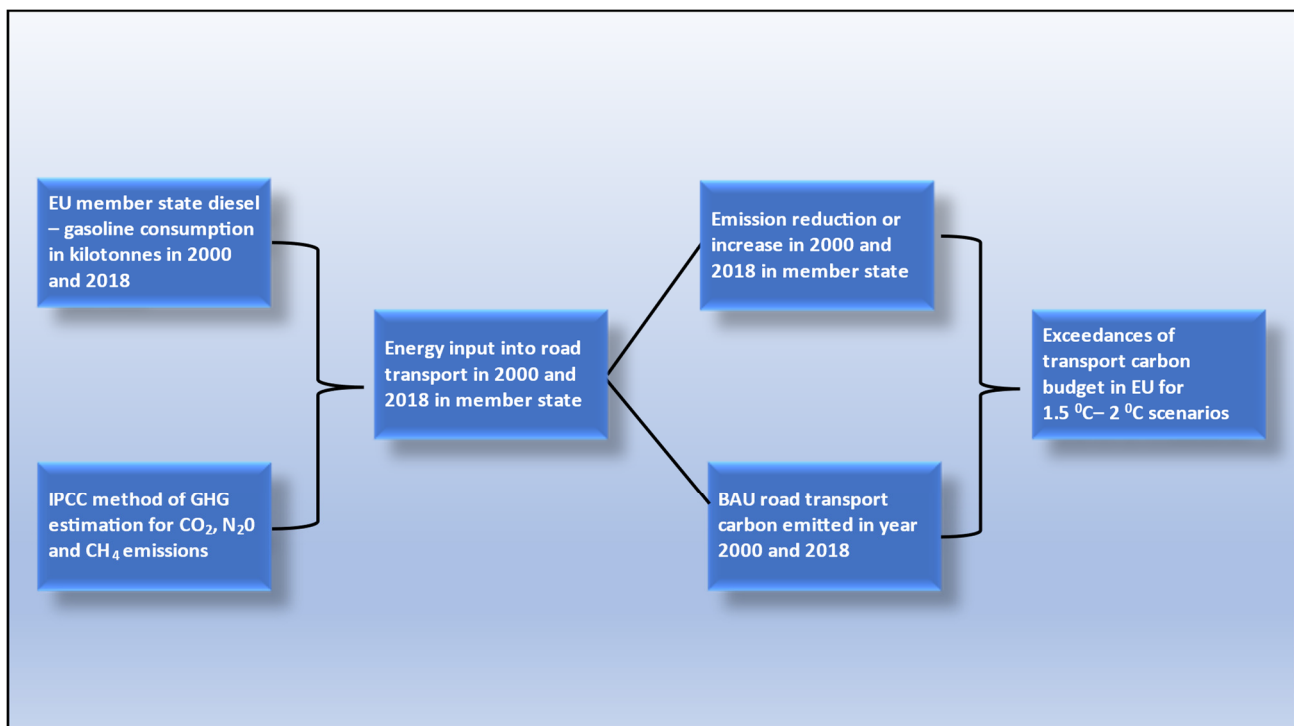 EU member state diesel
– gasoline consumption
in kilotonnes in 2000
and 2018
IPCC method of GHG
estimation for CO₂, N₂0
and CH₄ emissions
Energy input into road
transport in 2000 and
2018 in member state
Emission reduction or
increase in 2000 and
2018 in member state
BAU road transport
carbon emitted in year
2000 and 2018
Exceedances of
transport carbon
budget in EU for
1.5 ⁰C– 2 ⁰C scenarios